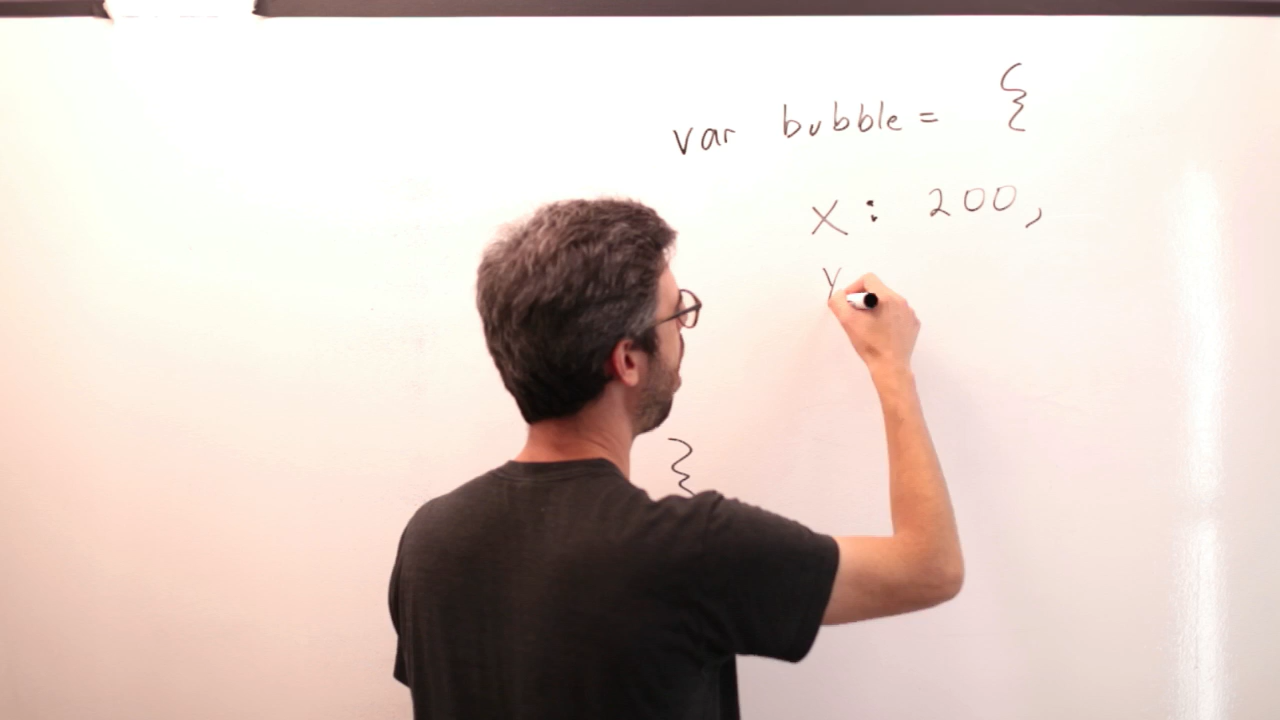 var bubble = {
x: 200,
y
}